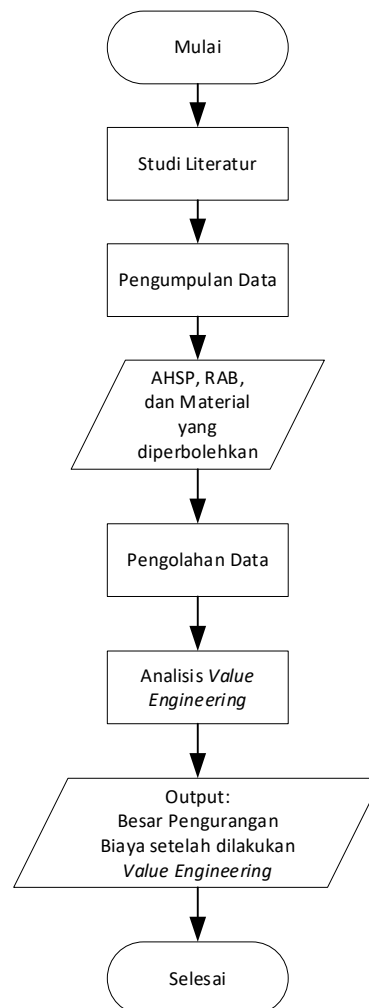 Mulai
Studi Literatur
Pengumpulan Data
AHSP, RAB,
dan Material
yang
diperbolehkan
Pengolahan Data
Analisis Value
Engineering
Output:
Besar Pengurangan
Biaya setelah dilakukan
Value Engineering
Selesai